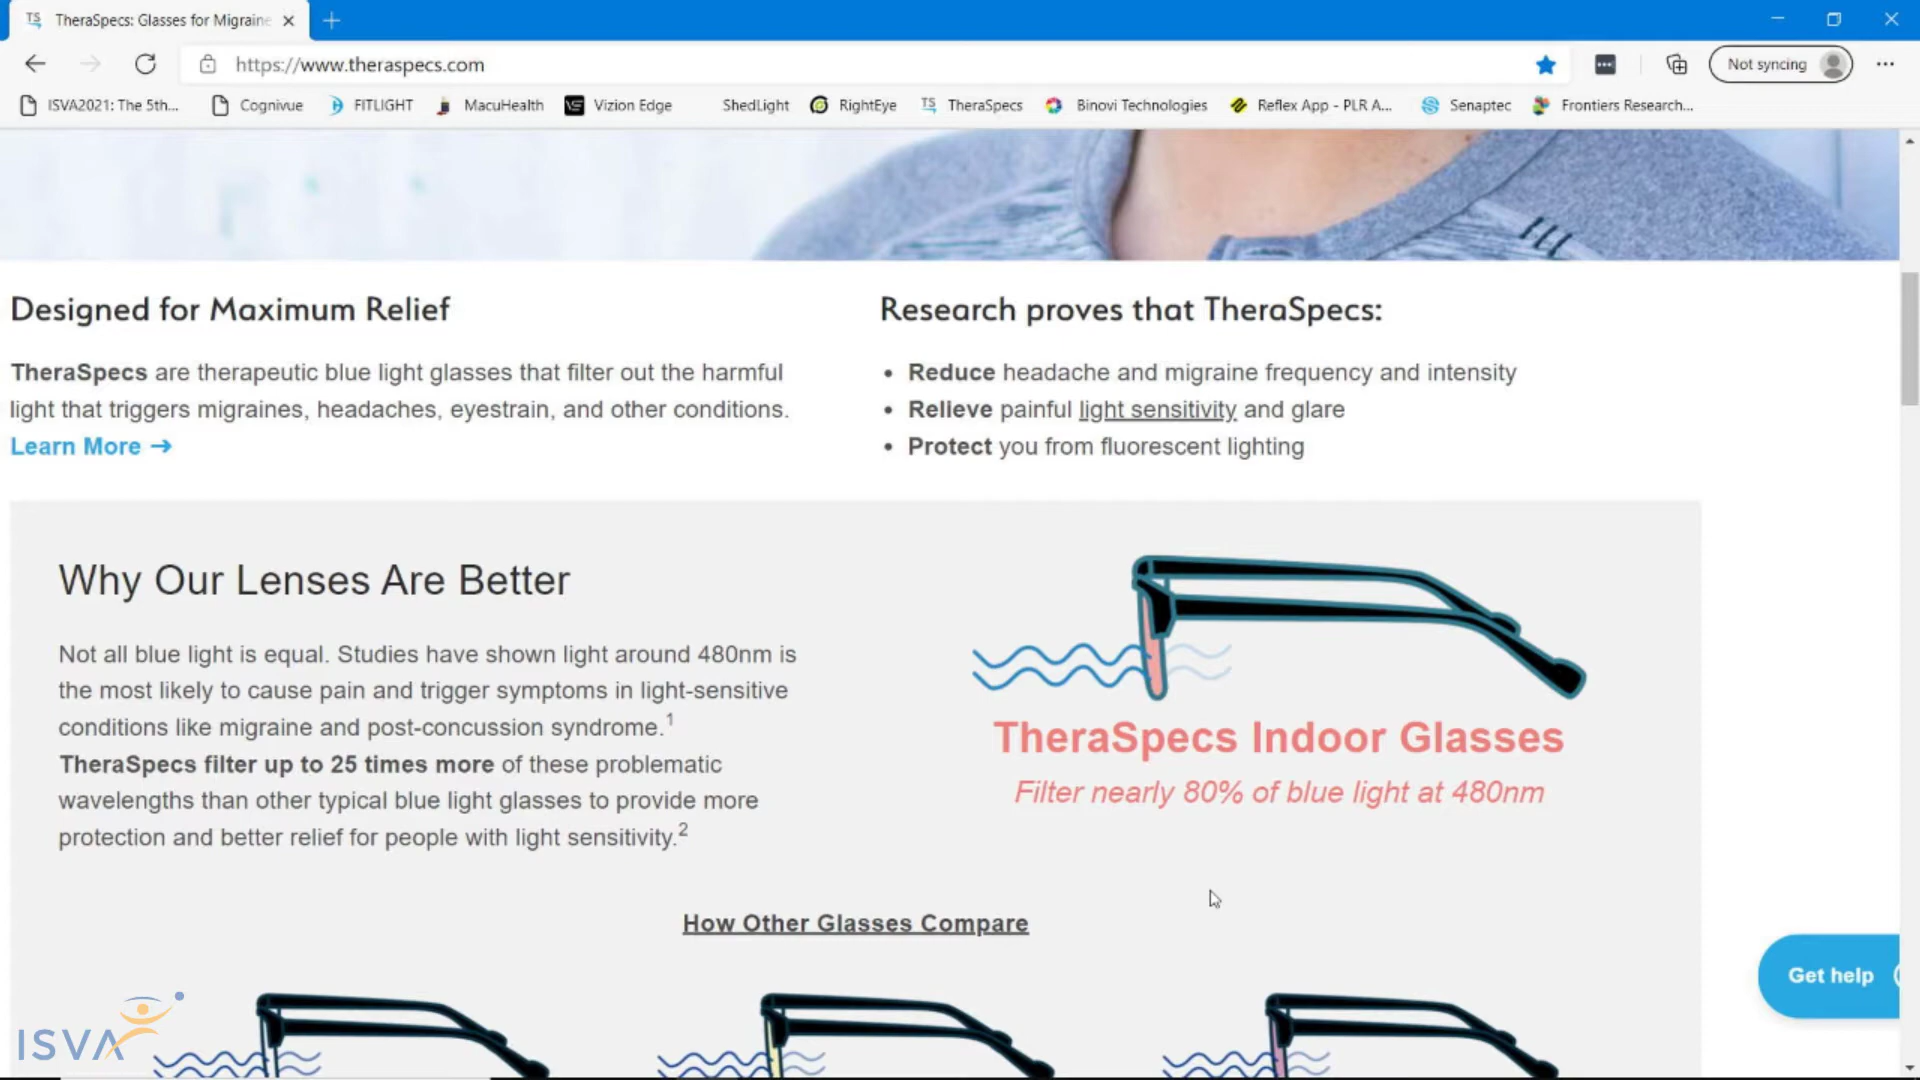 TS TheraSpecs: Glasses for Migraine
https://www.theraspecs.com
Not syncing
ISVA2021: The 5th... Cognivue FITLIGHT MacuHealth Vizion Edge ShedLight RightEye TS TheraSpecs Binovi Technologies Reflex App - PLR A... Senaptec Frontiers Research...
Designed for Maximum Relief
TheraSpecs are therapeutic blue light glasses that filter out the harmful
light that triggers migraines, headaches, eyestrain, and other conditions.
Learn More →
Research proves that TheraSpecs:
• Reduce headache and migraine frequency and intensity
• Relieve painful light sensitivity and glare
• Protect you from fluorescent lighting
Why Our Lenses Are Better
Not all blue light is equal. Studies have shown light around 480nm is
the most likely to cause pain and trigger symptoms in light-sensitive
conditions like migraine and post-concussion syndrome.1
TheraSpecs filter up to 25 times more of these problematic
wavelengths than other typical blue light glasses to provide more
protection and better relief for people with light sensitivity.2
TheraSpecs Indoor Glasses
Filter nearly 80% of blue light at 480nm
How Other Glasses Compare
Get help
ISVA